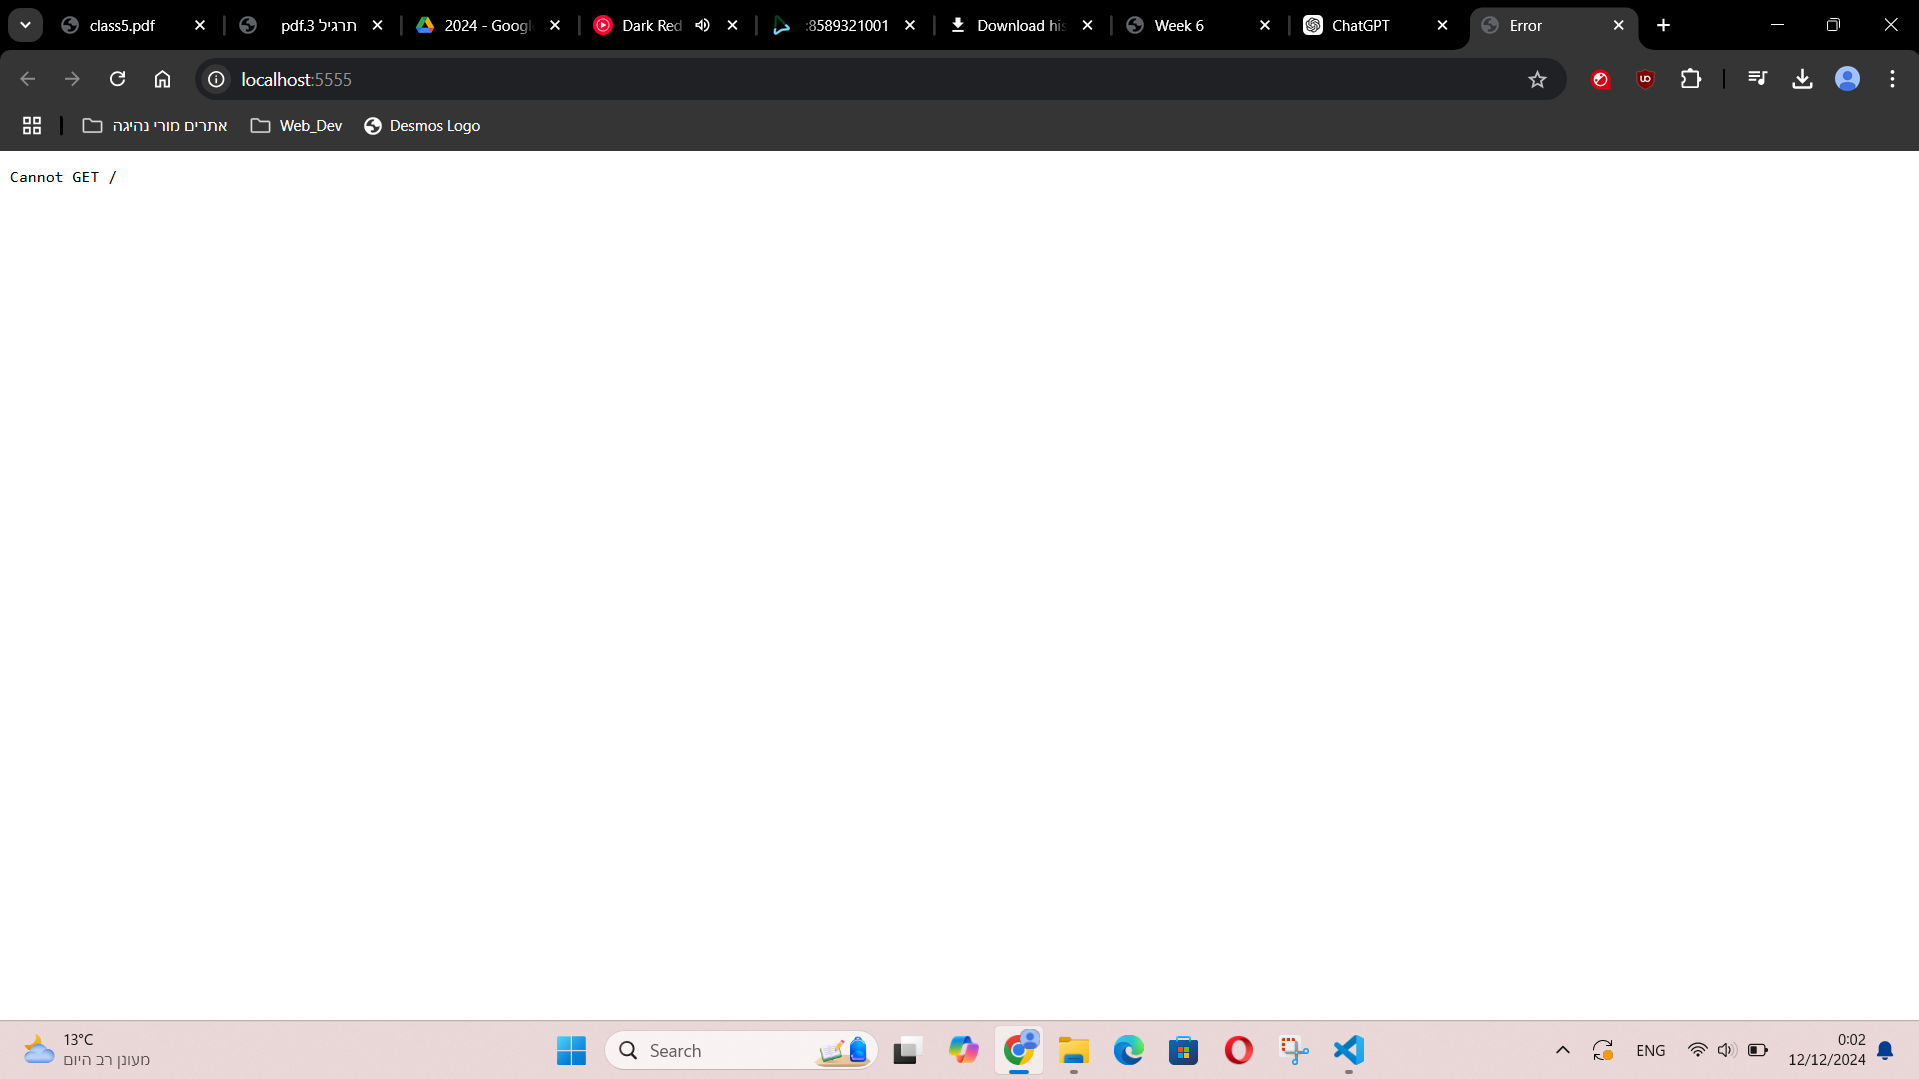 class5.pdf
תרגיל 3.pdf
2024 - Googl
Dark Red
:8589321001
Download his
Week 6
ChatGPT
Error
localhost:5555
אתרים מורי נהיגה
Web_Dev
Desmos Logo
Cannot GET /
13°C
מעונן רב היום
Search
ENG
0:02
12/12/2024